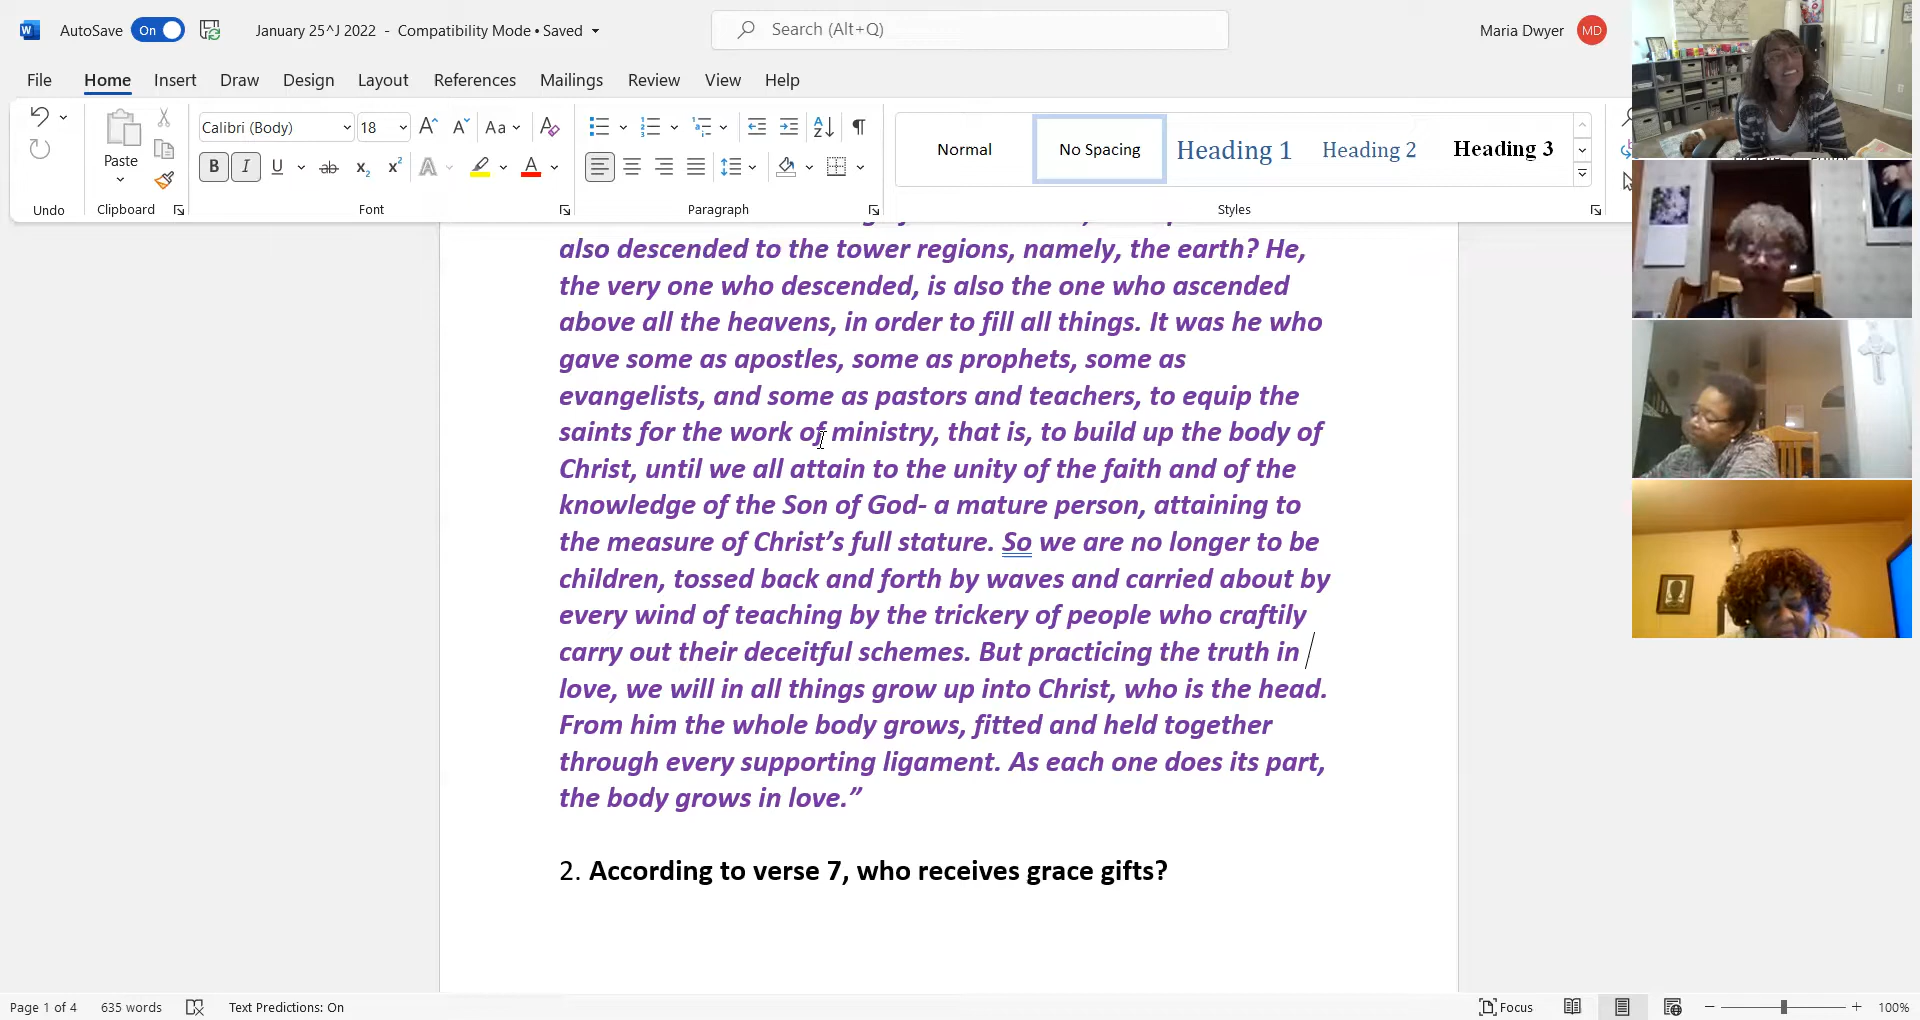 AutoSave On January 25^J 2022 - Compatibility Mode • Saved Search (Alt+Q) Maria Dwyer MD
File Home Insert Draw Design Layout References Mailings Review View Help
Paste
Calibri (Body) 18
Normal No Spacing Heading 1 Heading 2 Heading 3
Undo Clipboard Font Paragraph Styles
also descended to the tower regions, namely, the earth? He,
the very one who descended, is also the one who ascended
above all the heavens, in order to fill all things. It was he who
gave some as apostles, some as prophets, some as
evangelists, and some as pastors and teachers, to equip the
saints for the work of ministry, that is, to build up the body of
Christ, until we all attain to the unity of the faith and of the
knowledge of the Son of God- a mature person, attaining to
the measure of Christ’s full stature. So we are no longer to be
children, tossed back and forth by waves and carried about by
every wind of teaching by the trickery of people who craftily
carry out their deceitful schemes. But practicing the truth in
love, we will in all things grow up into Christ, who is the head.
From him the whole body grows, fitted and held together
through every supporting ligament. As each one does its part,
the body grows in love.”
2. According to verse 7, who receives grace gifts?
Page 1 of 4 635 words Text Predictions: On Focus 100%